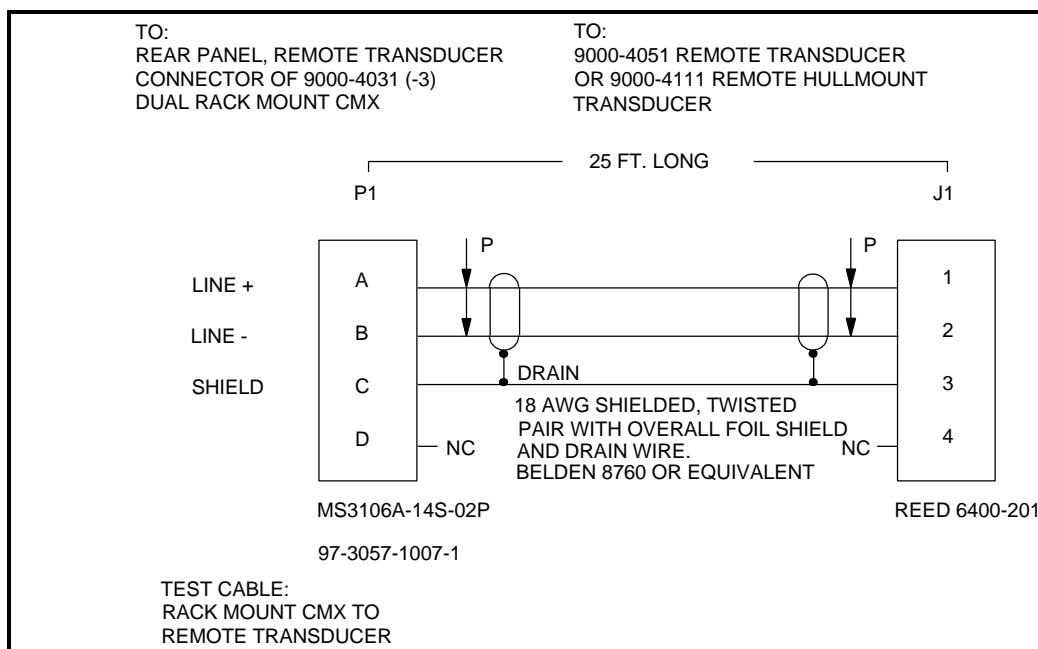 TO:
REAR PANEL, REMOTE TRANSDUCER
CONNECTOR OF 9000-4031 (-3)
DUAL RACK MOUNT CMX
TO:
9000-4051 REMOTE TRANSDUCER
OR 9000-4111 REMOTE HULLMOUNT
TRANSDUCER
25 FT. LONG
P1
J1
P
P
LINE +
A
1
LINE -
B
2
SHIELD
C
DRAIN
3
D
NC
NC
4
18 AWG SHIELDED, TWISTED
PAIR WITH OVERALL FOIL SHIELD
AND DRAIN WIRE.
BELDEN 8760 OR EQUIVALENT
MS3106A-14S-02P
REED 6400-201
97-3057-1007-1
TEST CABLE:
RACK MOUNT CMX TO
REMOTE TRANSDUCER